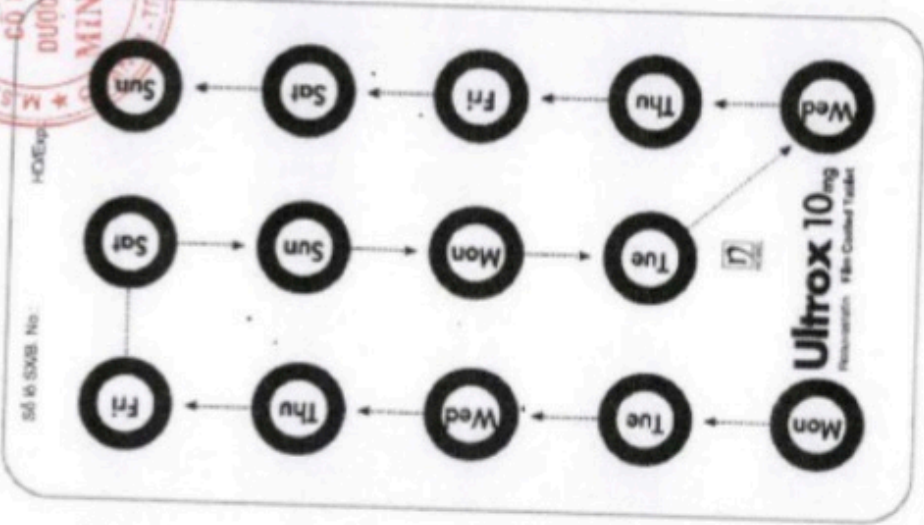 Mon Tue Wed Thu Fri
Sat Sun Mon Tue
Wed Thu Fri Sat Sun
Ultrox 10mg
Rosuvastatin Film Coated Tablet
Số lô SX/B. No.:
HD/Exp